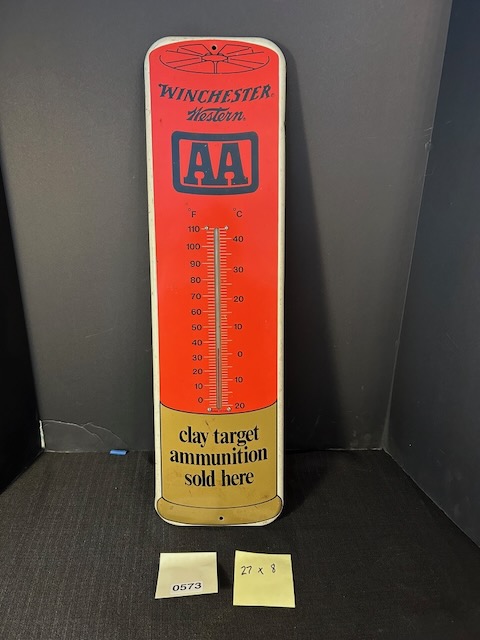 WINCHESTER®
Western®
AA
°F °C
110
40
100
90
30
80
70
20
60
50
10
40
30
0
20
10
10
0
20
clay target
ammunition
sold here
0573
27 x 8